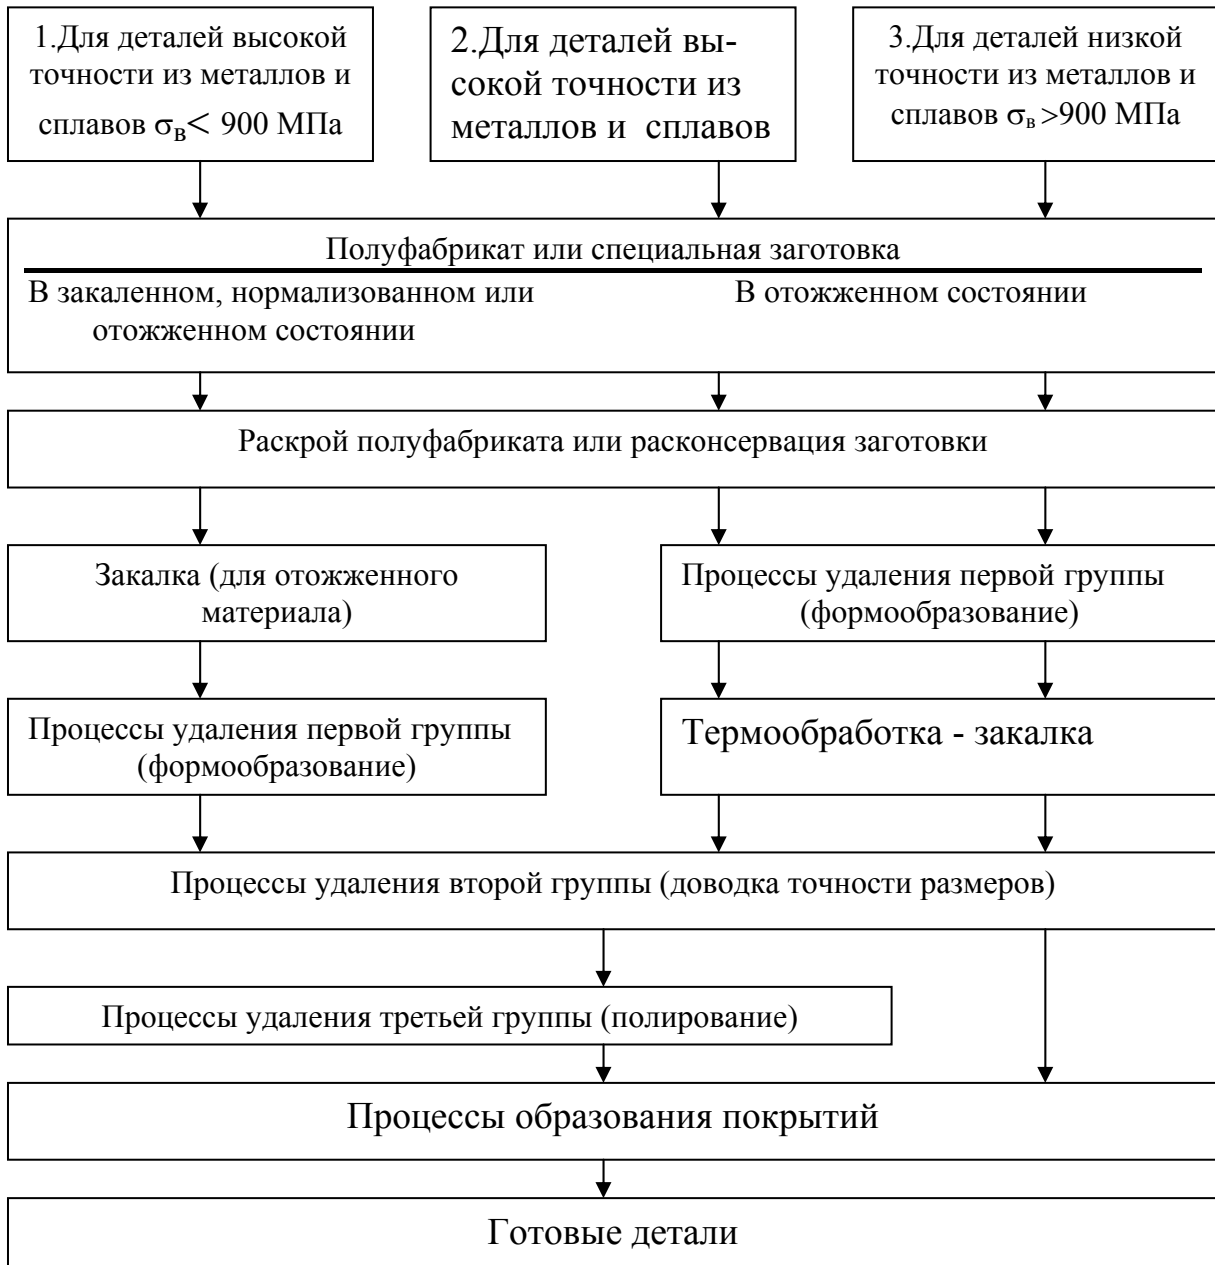 1.Для деталей высокой
точности из металлов и
сплавов σв< 900 МПа
2.Для деталей вы-
сокой точности из
металлов и сплавов
3.Для деталей низкой
точности из металлов и
сплавов σв >900 МПа
Полуфабрикат или специальная заготовка
В закаленном, нормализованном или
отожженном состоянии
В отожженном состоянии
Раскрой полуфабриката или расконсервация заготовки
Закалка (для отожженного
материала)
Процессы удаления первой группы
(формообразование)
Процессы удаления первой группы
(формообразование)
Термообработка - закалка
Процессы удаления второй группы (доводка точности размеров)
Процессы удаления третьей группы (полирование)
Процессы образования покрытий
Готовые детали